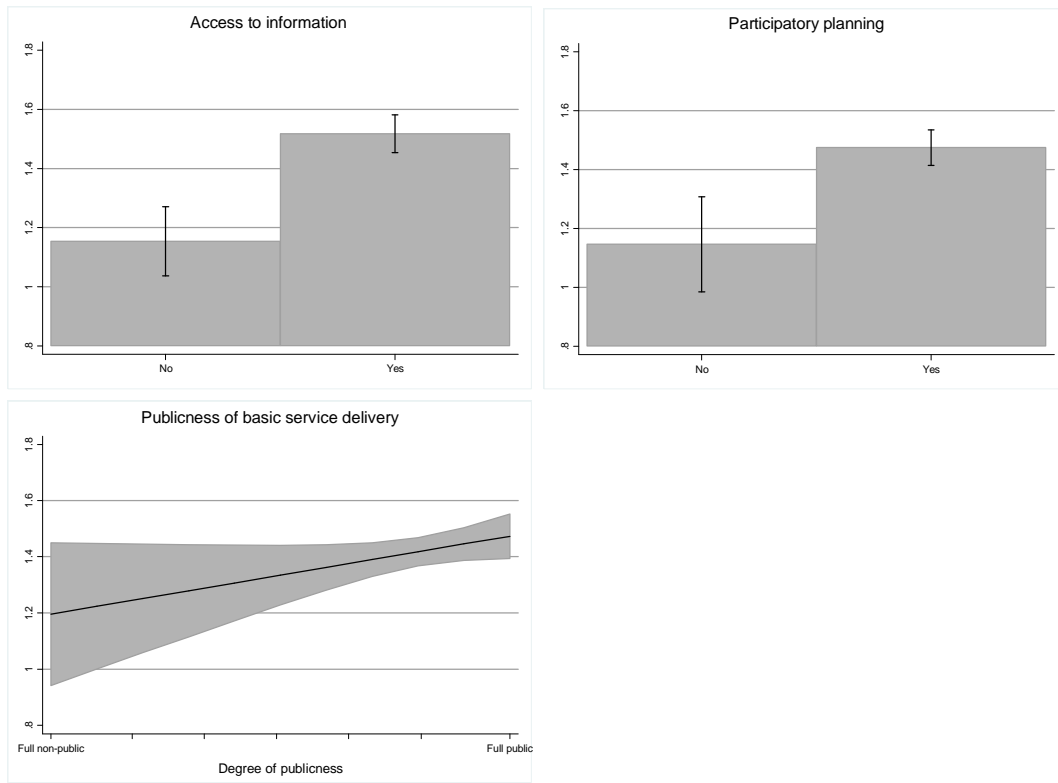 Access to information
1.8
1.6
1.4
1.2
1
.8
No Yes
Participatory planning
1.8
1.6
1.4
1.2
1
.8
No Yes
Publicness of basic service delivery
1.8
1.6
1.4
1.2
1
.8
Full non-public Full public
Degree of publicness